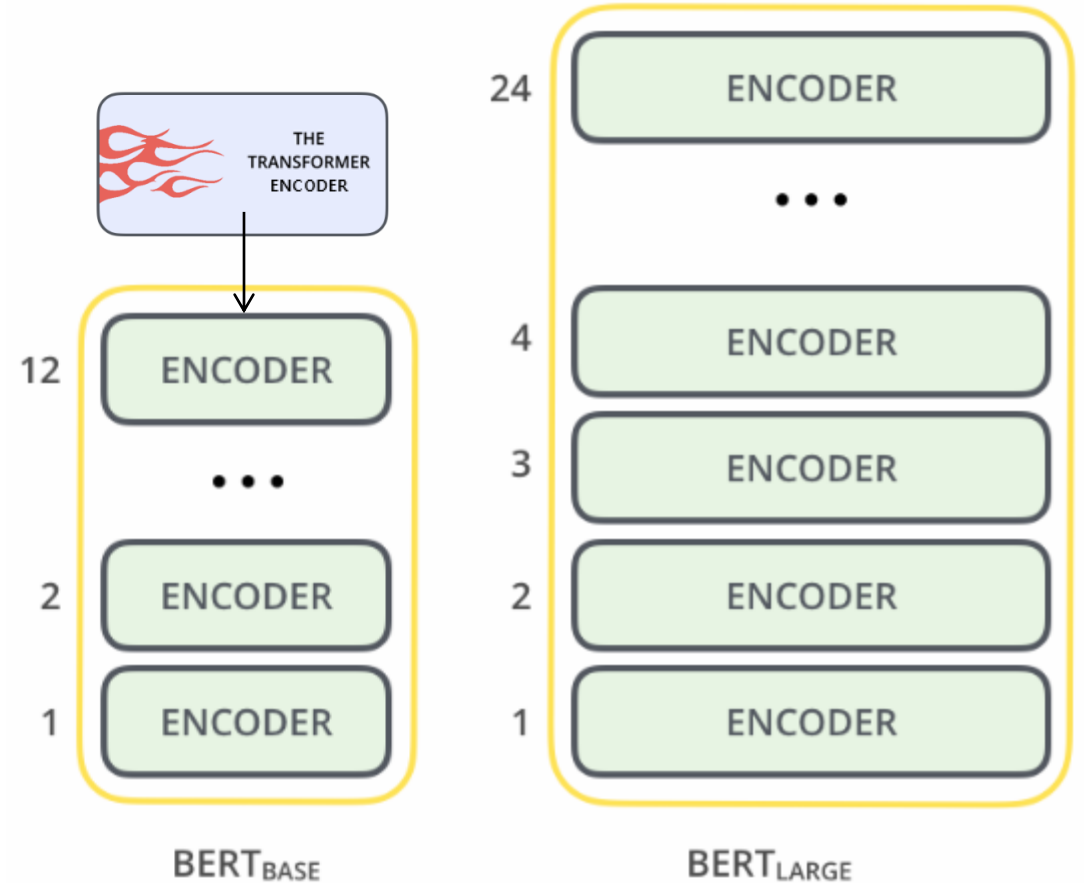 THE
TRANSFORMER
ENCODER
12 ENCODER
...
2 ENCODER
1 ENCODER
BERTBASE
24 ENCODER
...
4 ENCODER
3 ENCODER
2 ENCODER
1 ENCODER
BERTLARGE